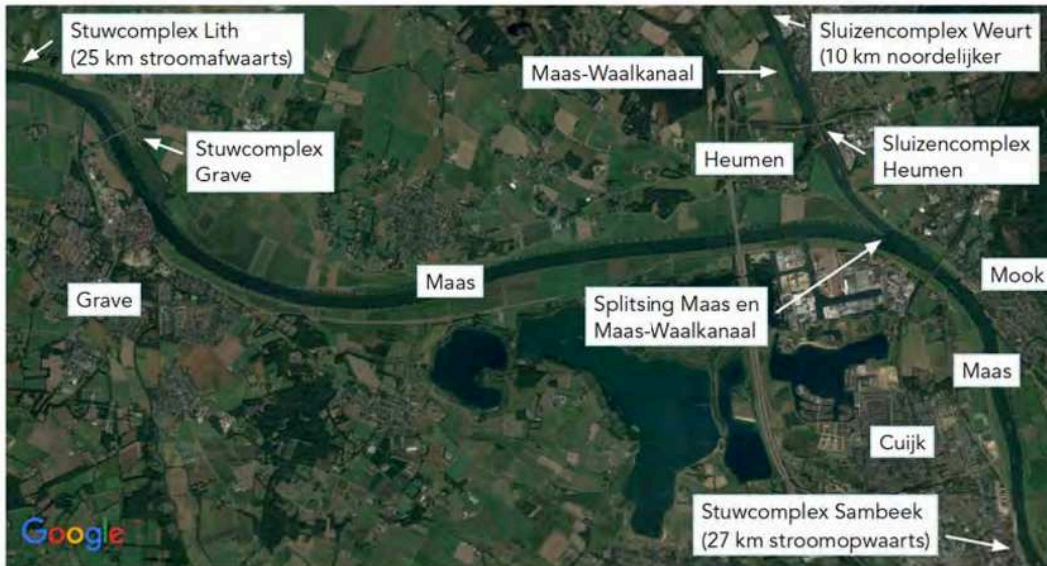 Stuwcomplex Lith
(25 km stroomafwaarts)
Sluizencomplex Weurt
(10 km noordelijker
Maas-Waalkanaal
Stuwcomplex
Grave
Heumen
Sluizencomplex
Heumen
Maas
Grave
Splitsing Maas en
Maas-Waalkanaal
Mook
Maas
Cuijk
Stuwcomplex Sambeek
(27 km stroomopwaarts)
Google